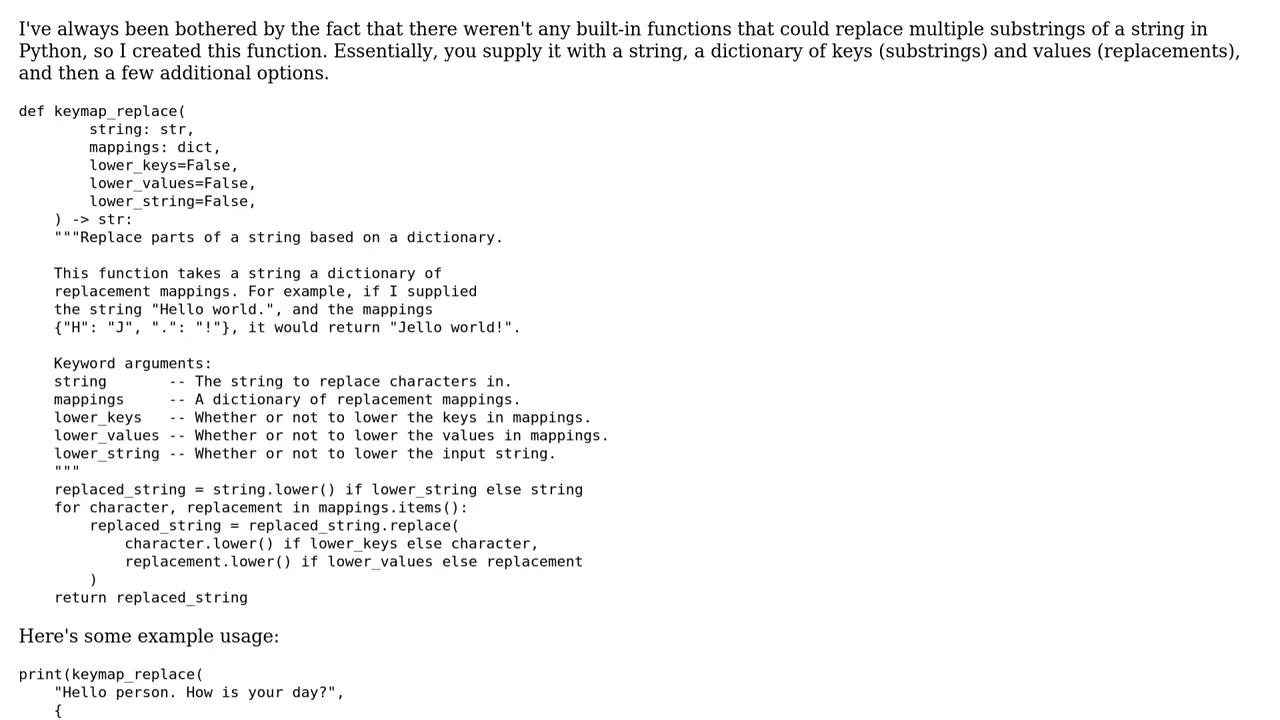 I've always been bothered by the fact that there weren't any built-in functions that could replace multiple substrings of a string in
Python, so I created this function. Essentially, you supply it with a string, a dictionary of keys (substrings) and values (replacements),
and then a few additional options.
def keymap_replace(
        string: str,
        mappings: dict,
        lower_keys=False,
        lower_values=False,
        lower_string=False,
    ) -> str:
    """Replace parts of a string based on a dictionary.

    This function takes a string a dictionary of
    replacement mappings. For example, if I supplied
    the string "Hello world.", and the mappings
    {"H": "J", ".": "!"}, it would return "Jello world!".

    Keyword arguments:
    string       -- The string to replace characters in.
    mappings     -- A dictionary of replacement mappings.
    lower_keys   -- Whether or not to lower the keys in mappings.
    lower_values -- Whether or not to lower the values in mappings.
    lower_string -- Whether or not to lower the input string.
    """
    replaced_string = string.lower() if lower_string else string
    for character, replacement in mappings.items():
        replaced_string = replaced_string.replace(
            character.lower() if lower_keys else character,
            replacement.lower() if lower_values else replacement
        )
    return replaced_string
Here's some example usage:
print(keymap_replace(
    "Hello person. How is your day?",
    {